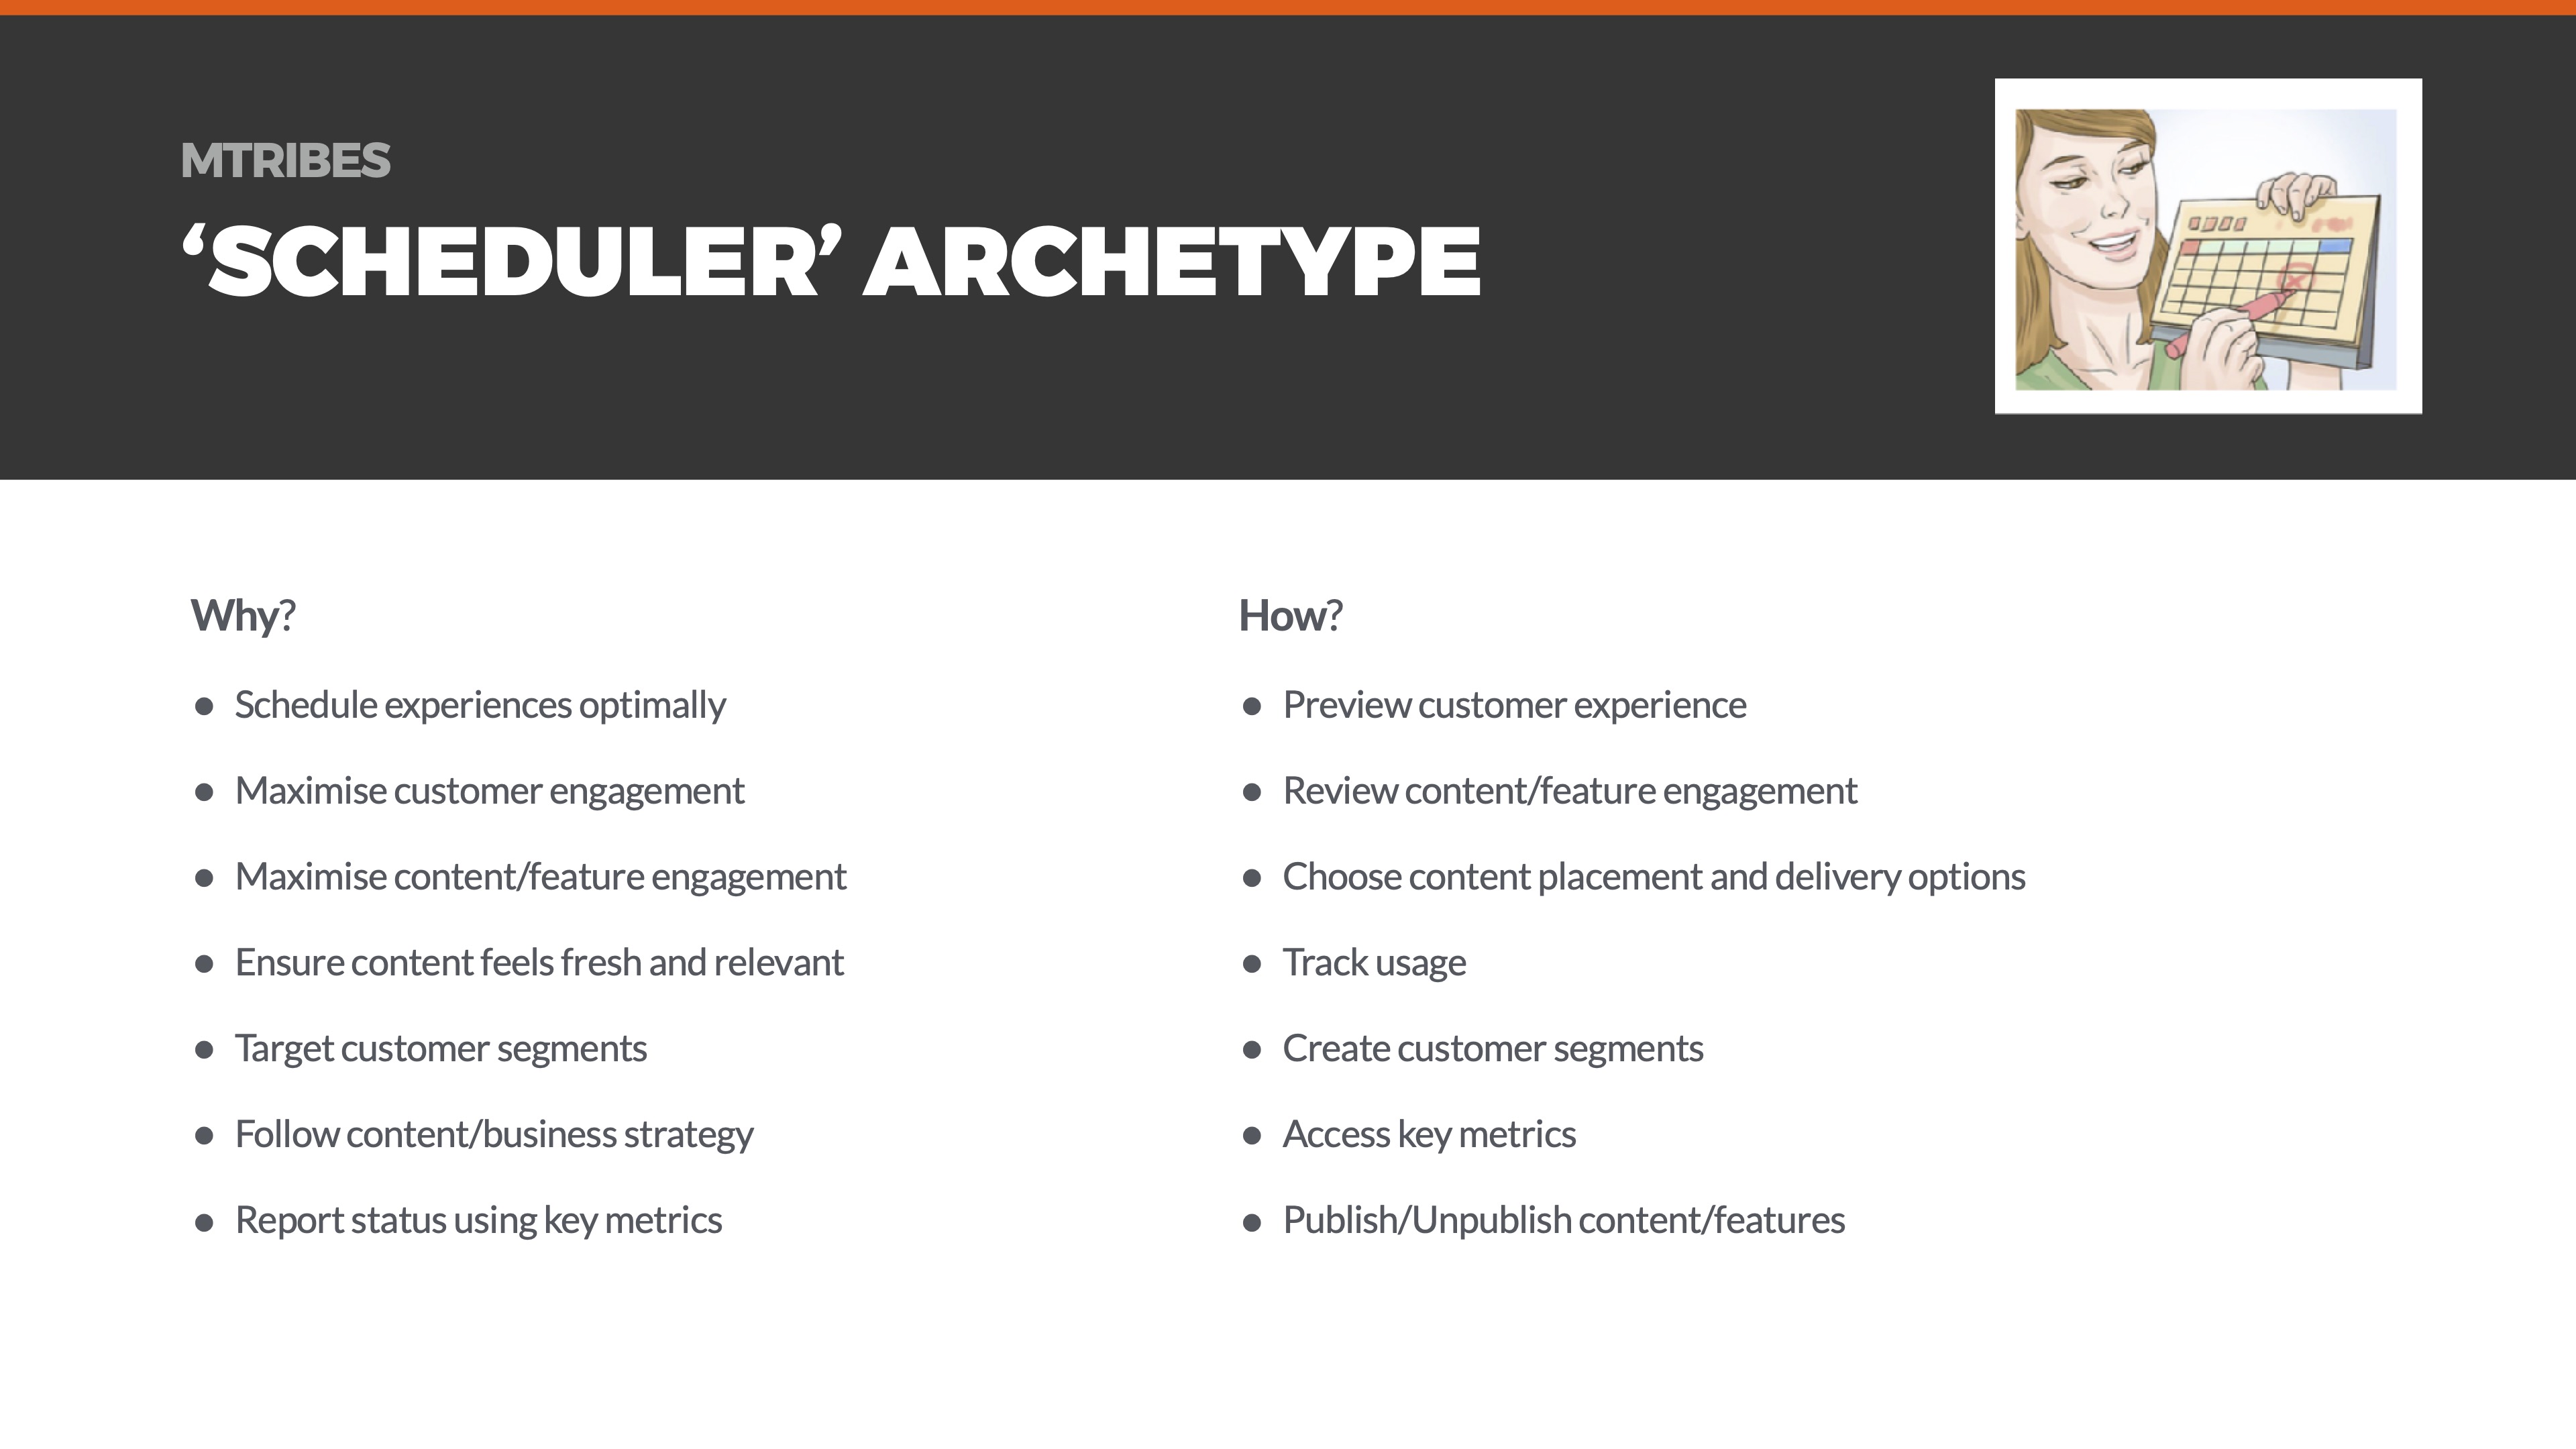 MTRIBES
‘SCHEDULER’ ARCHETYPE
Why?
● Schedule experiences optimally
● Maximise customer engagement
● Maximise content/feature engagement
● Ensure content feels fresh and relevant
● Target customer segments
● Follow content/business strategy
● Report status using key metrics
How?
● Preview customer experience
● Review content/feature engagement
● Choose content placement and delivery options
● Track usage
● Create customer segments
● Access key metrics
● Publish/Unpublish content/features